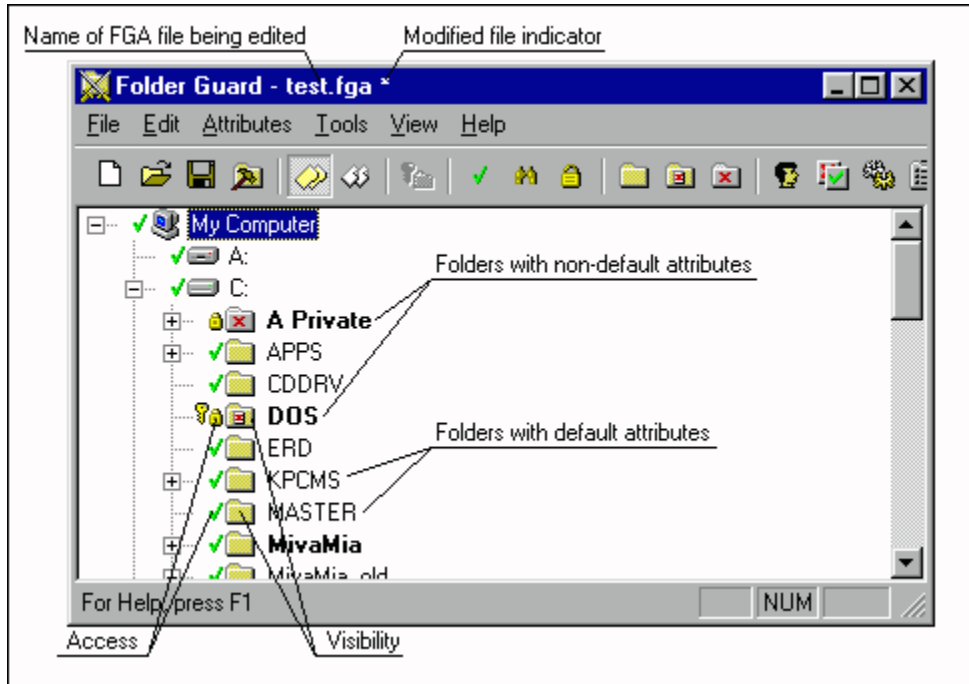 Name of FGA file being edited
Modified file indicator
Folder Guard - test.fga *
File Edit Attributes Tools View Help
My Computer
A:
C:
Folders with non-default attributes
A Private
APPS
CDDRV
DOS
Folders with default attributes
ERD
KPCMS
MASTER
MivaMia
MivaMia_old
For Help, press F1
NUM
Access
Visibility